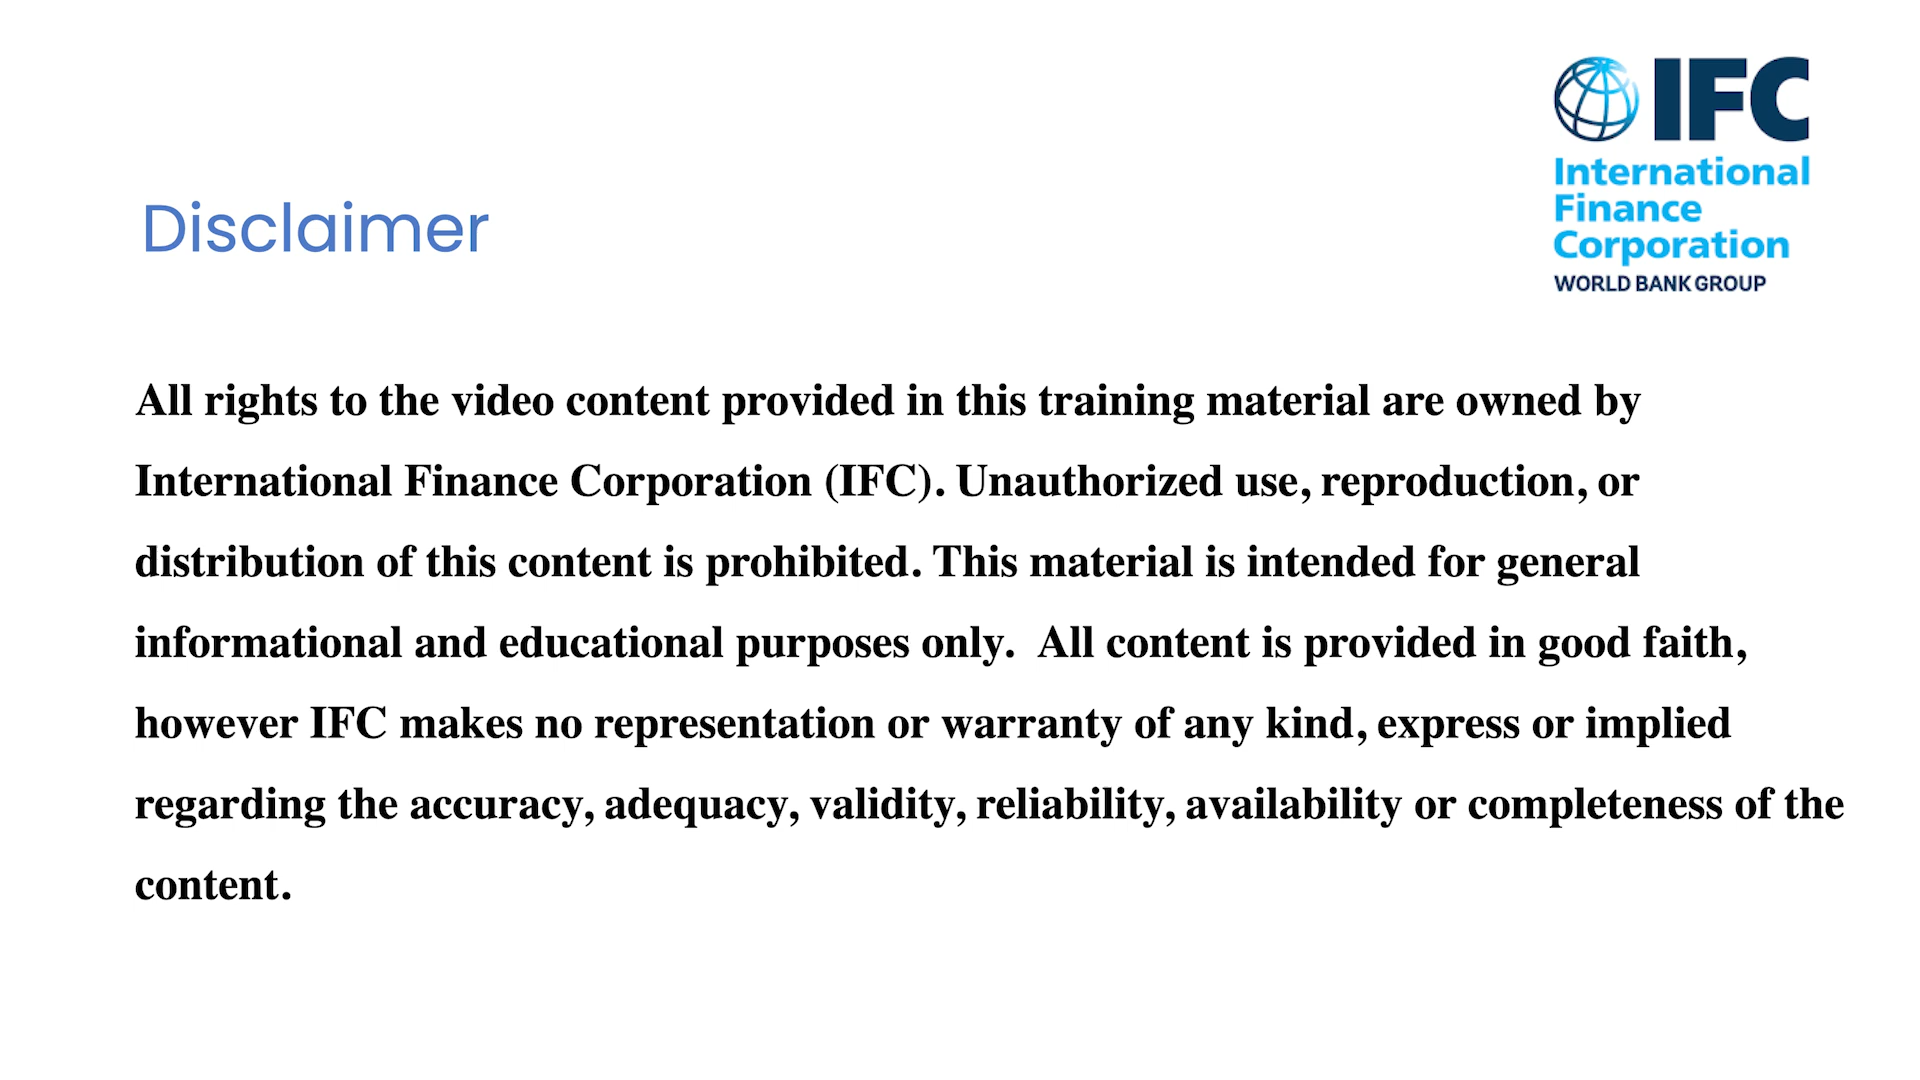 IFC
International
Finance
Corporation
WORLD BANK GROUP
Disclaimer
All rights to the video content provided in this training material are owned by
International Finance Corporation (IFC). Unauthorized use, reproduction, or
distribution of this content is prohibited. This material is intended for general
informational and educational purposes only.  All content is provided in good faith,
however IFC makes no representation or warranty of any kind, express or implied
regarding the accuracy, adequacy, validity, reliability, availability or completeness of the
content.